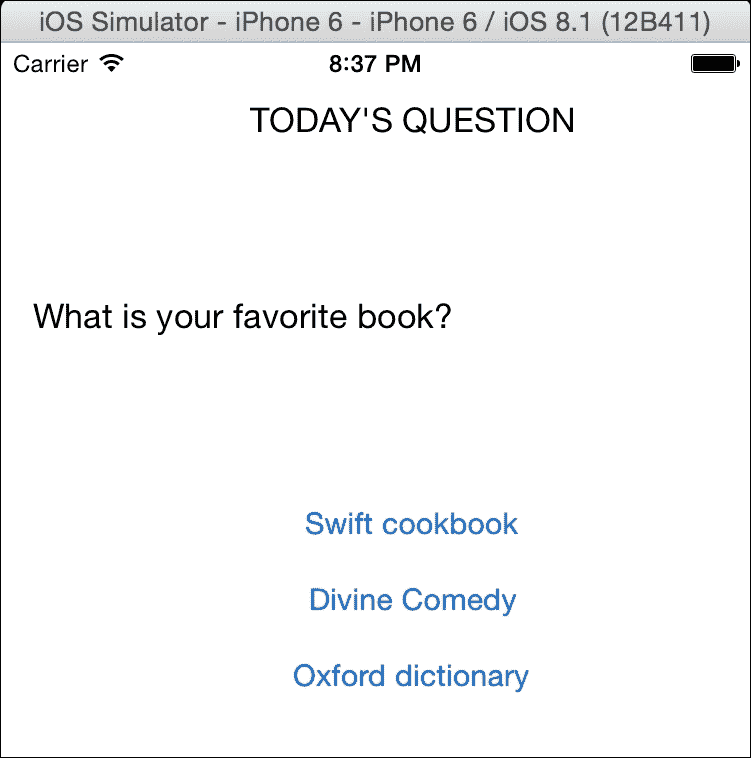 iOS Simulator - iPhone 6 - iPhone 6 / iOS 8.1 (12B411)
Carrier 8:37 PM
TODAY'S QUESTION
What is your favorite book?
Swift cookbook
Divine Comedy
Oxford dictionary